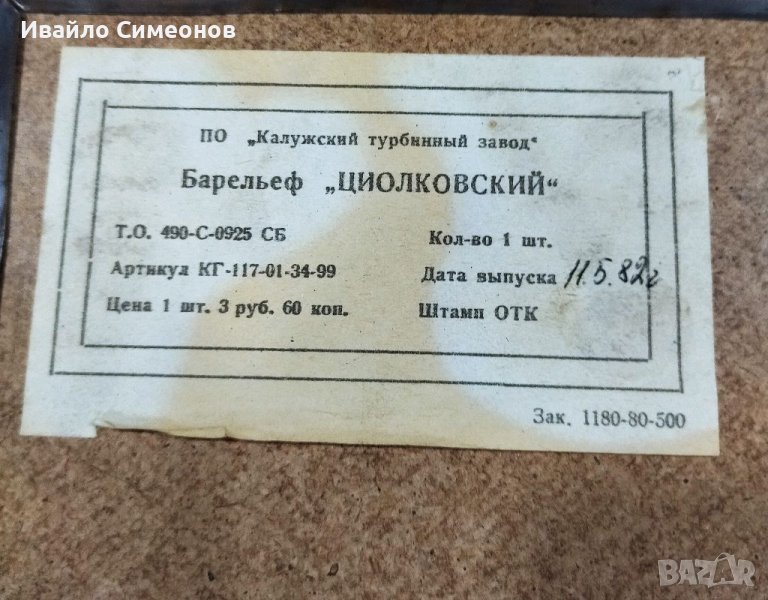 Ивайло Симеонов
ПО „Калужский турбинный завод“
Барельеф „ЦИОЛКОВСКИЙ“
Т.О. 490-С-0925 СБ
Кол-во 1 шт.
Артикул КГ-117-01-34-99
Дата выпуска 11.5.82г
Цена 1 шт. 3 руб. 60 коп.
Штамп ОТК
Зак. 1180-80-500
BAZAR